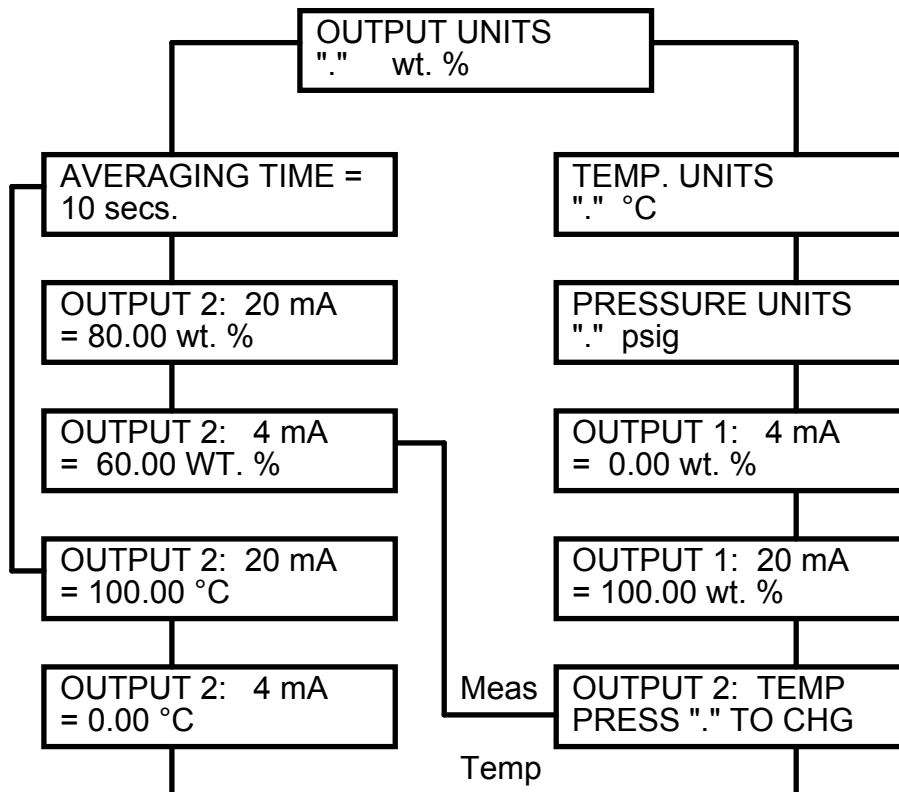 OUTPUT UNITS
"." wt. %
AVERAGING TIME =
10 secs.
TEMP. UNITS
"." °C
OUTPUT 2: 20 mA
= 80.00 wt. %
PRESSURE UNITS
"." psig
OUTPUT 2: 4 mA
= 60.00 WT. %
OUTPUT 1: 4 mA
= 0.00 wt. %
OUTPUT 2: 20 mA
= 100.00 °C
OUTPUT 1: 20 mA
= 100.00 wt. %
OUTPUT 2: 4 mA
= 0.00 °C
Meas
OUTPUT 2: TEMP
PRESS "." TO CHG
Temp